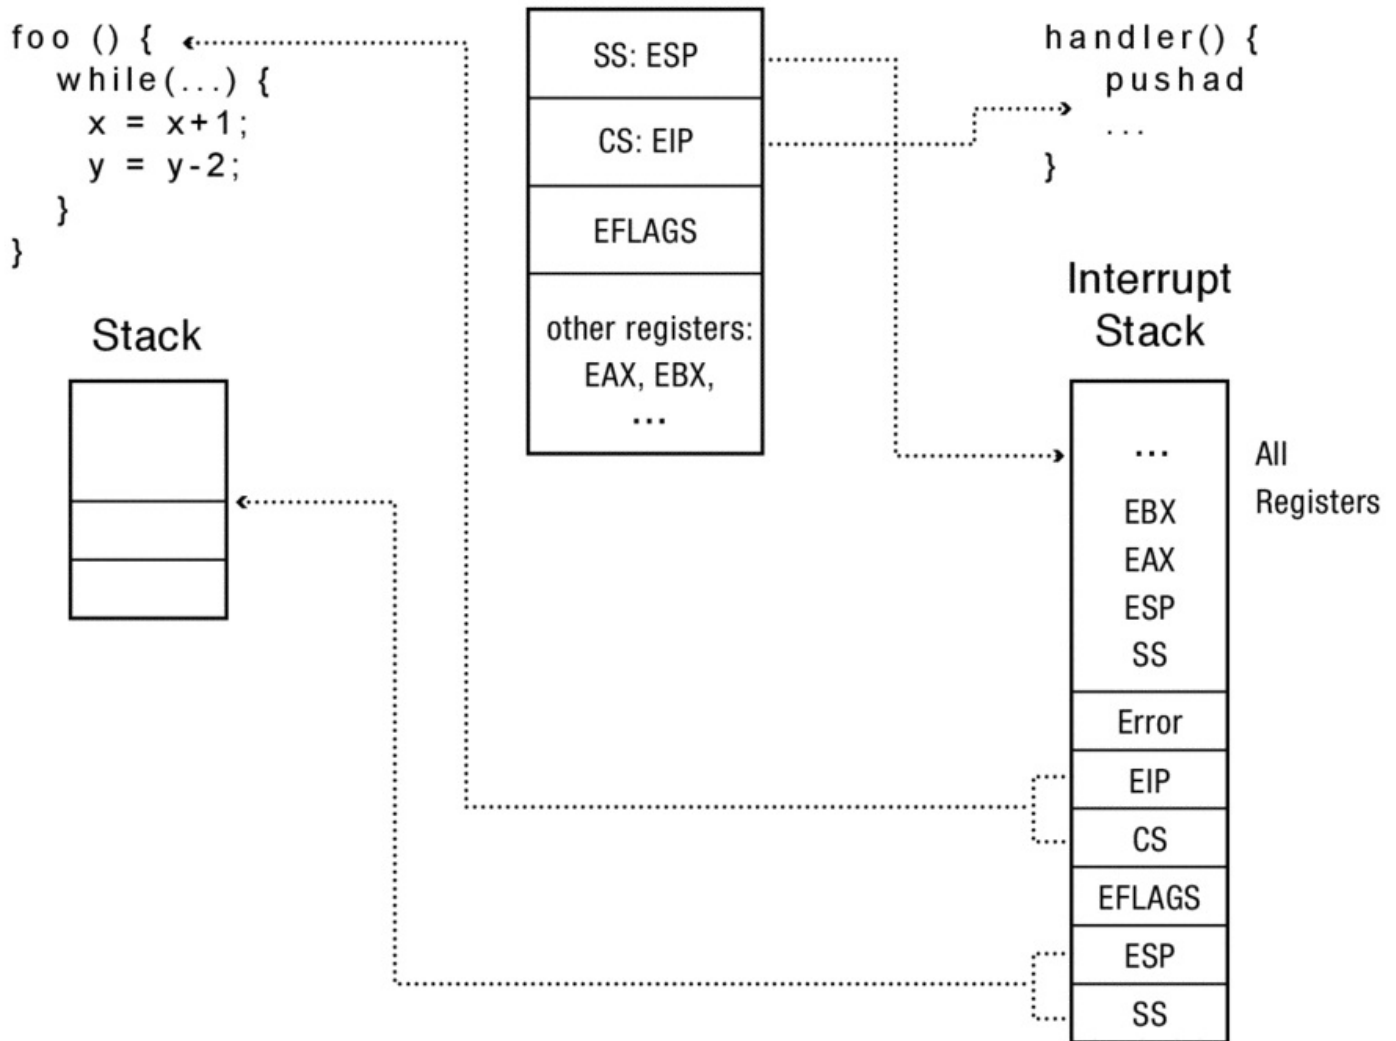 foo () {
while(...) {
x = x+1;
y = y-2;
}
}
Stack
SS: ESP
CS: EIP
EFLAGS
other registers:
EAX, EBX,
...
handler() {
pushad
...
}
Interrupt
Stack
...
EBX
EAX
ESP
SS
Error
EIP
CS
EFLAGS
ESP
SS
All
Registers